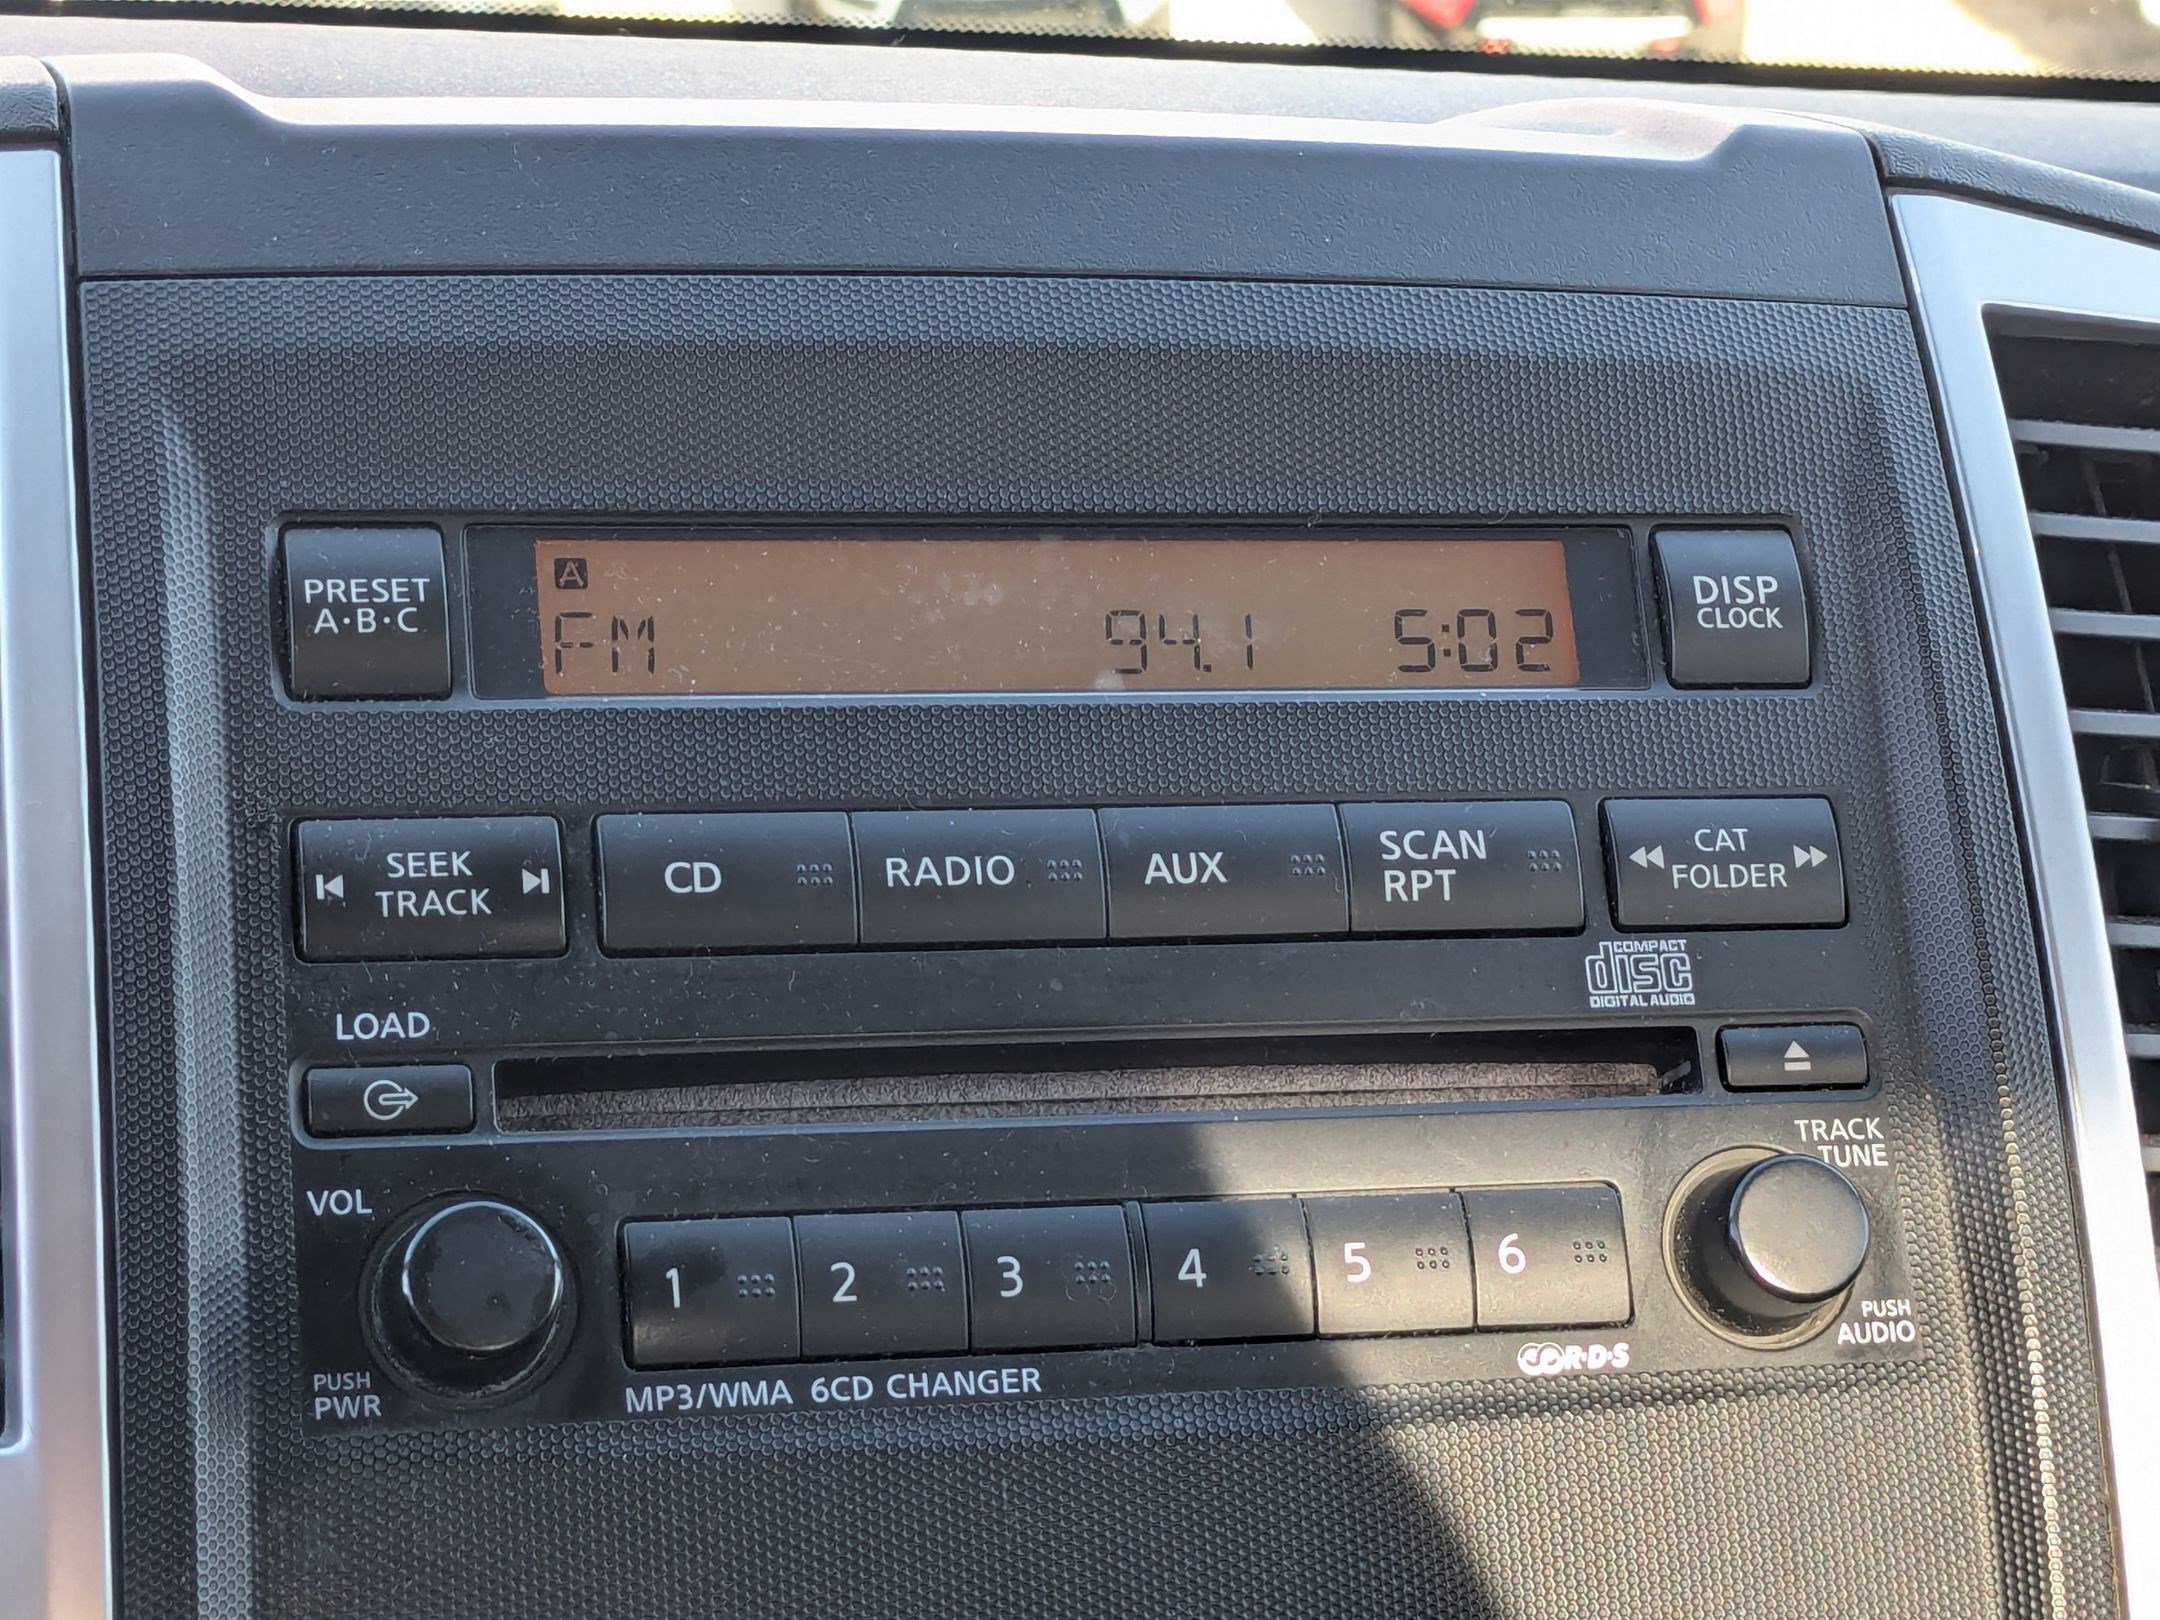 PRESET
A·B·C
A
FM 94.1 5:02
DISP
CLOCK
SEEK
TRACK
CD
RADIO
AUX
SCAN
RPT
CAT
FOLDER
COMPACT
disc
DIGITAL AUDIO
LOAD
TRACK
TUNE
VOL
1
2
3
4
5
6
PUSH
AUDIO
PUSH
PWR
MP3/WMA 6CD CHANGER
R·D·S